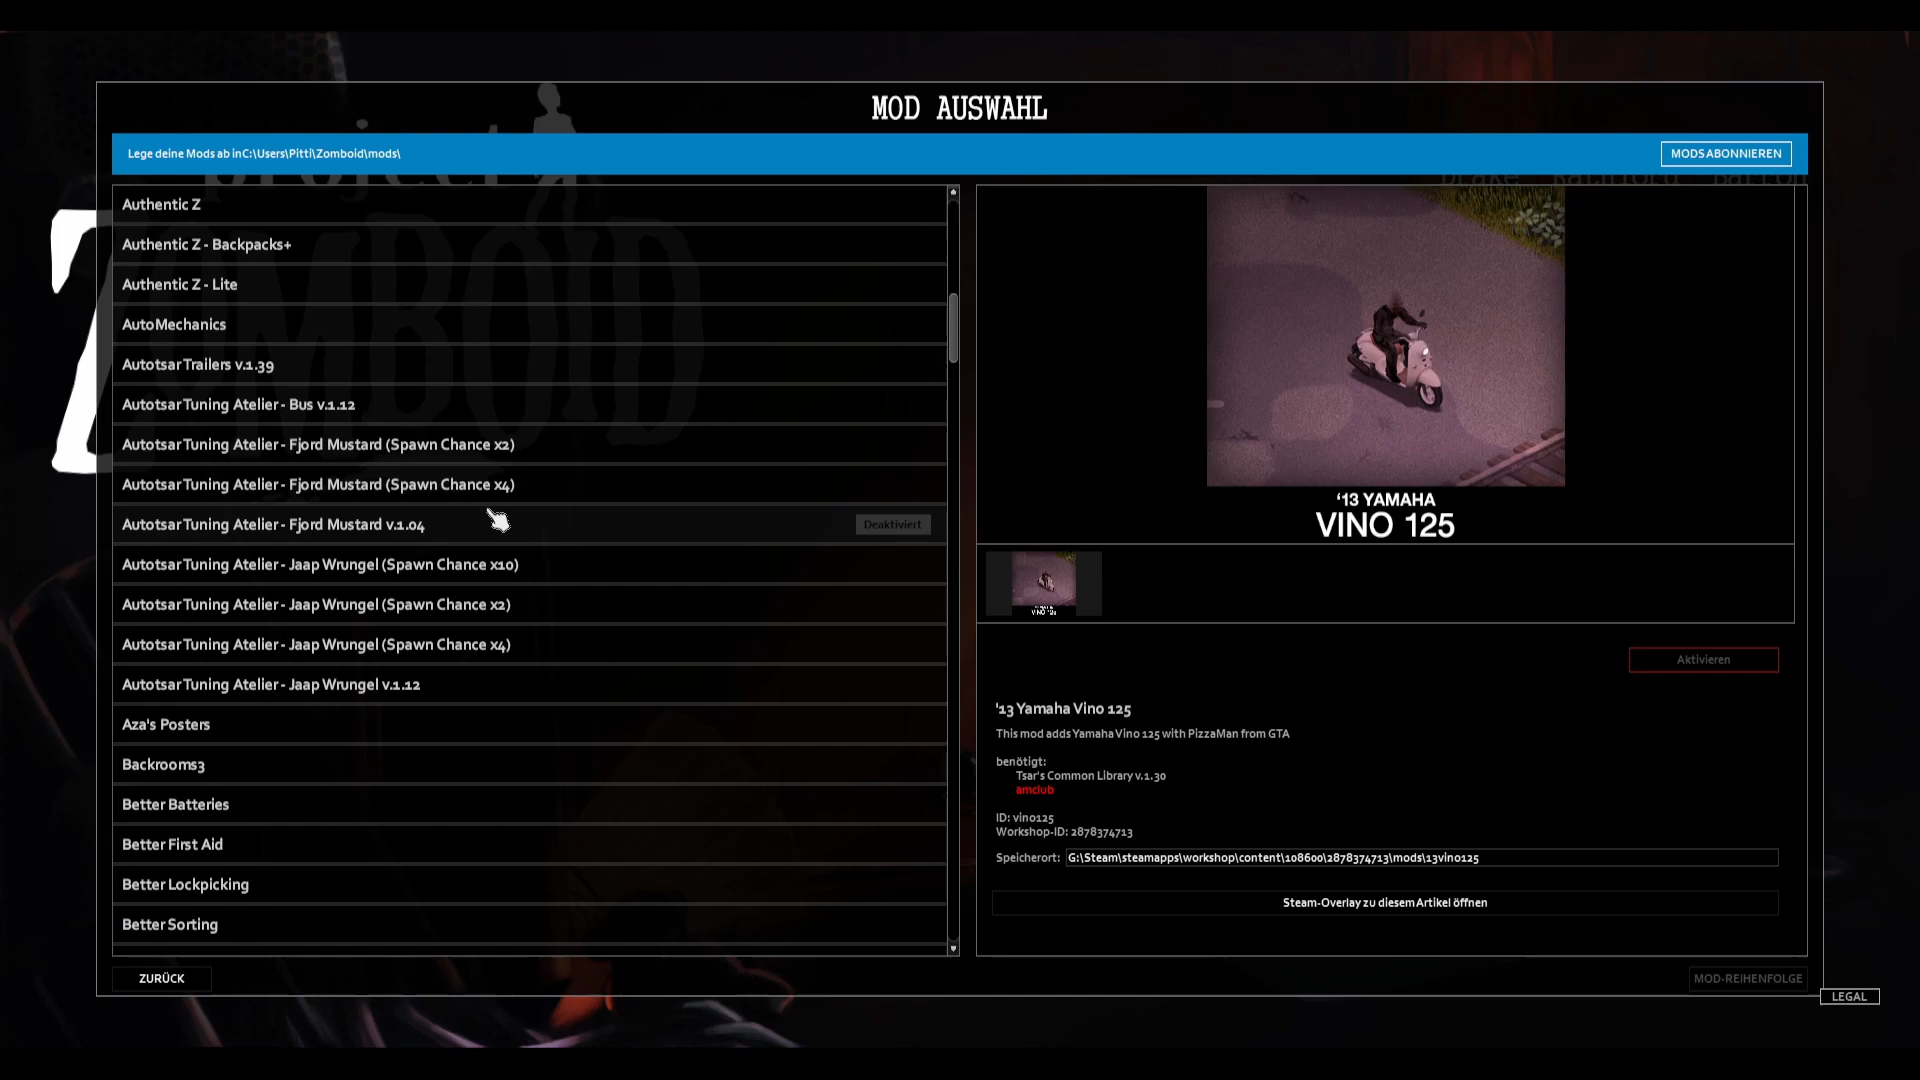 MOD AUSWAHL
Lege deine Mods ab inC:\Users\Pitti\Zomboid\mods\
MODS ABONNIEREN
project
ZOMBOID
Authentic Z
Authentic Z - Backpacks+
Authentic Z - Lite
AutoMechanics
Autotsar Trailers v.1.39
Autotsar Tuning Atelier - Bus v.1.12
Autotsar Tuning Atelier - Fjord Mustard (Spawn Chance x2)
Autotsar Tuning Atelier - Fjord Mustard (Spawn Chance x4)
Autotsar Tuning Atelier - Fjord Mustard v.1.04
Deaktiviert
Autotsar Tuning Atelier - Jaap Wrungel (Spawn Chance x10)
Autotsar Tuning Atelier - Jaap Wrungel (Spawn Chance x2)
Autotsar Tuning Atelier - Jaap Wrungel (Spawn Chance x4)
Autotsar Tuning Atelier - Jaap Wrungel v.1.12
Aza's Posters
Backrooms3
Better Batteries
Better First Aid
Better Lockpicking
Better Sorting
'13 YAMAHA
VINO 125
Aktivieren
'13 Yamaha Vino 125
This mod adds Yamaha Vino 125 with PizzaMan from GTA
benötigt:
Tsar's Common Library v.1.30
amclub
ID: vino125
Workshop-ID: 2878374713
Speicherort: G:\Steam\steamapps\workshop\content\108600\2878374713\mods\13vino125
Steam-Overlay zu diesem Artikel öffnen
ZURÜCK
MOD-REIHENFOLGE
LEGAL